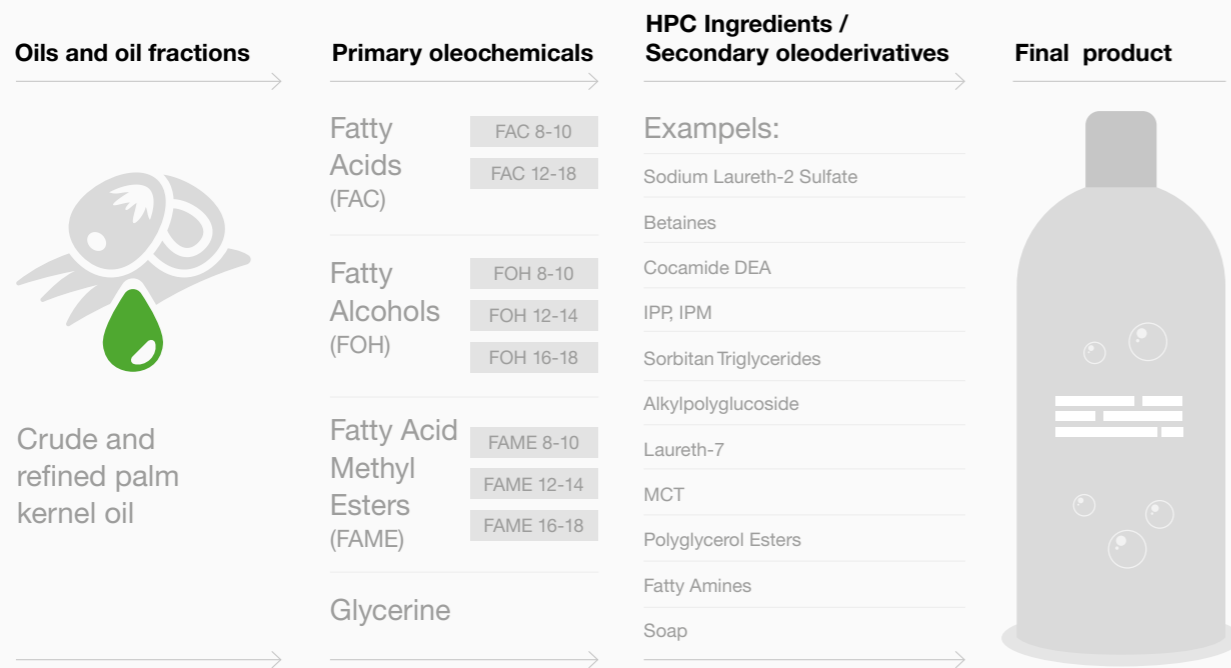 Oils and oil fractions
Primary oleochemicals
HPC Ingredients /
Secondary oleoderivatives
Final product
Crude and
refined palm
kernel oil
Fatty
Acids
(FAC)
FAC 8-10
FAC 12-18
Fatty
Alcohols
(FOH)
FOH 8-10
FOH 12-14
FOH 16-18
Fatty Acid
Methyl
Esters
(FAME)
FAME 8-10
FAME 12-14
FAME 16-18
Glycerine
Exampels:
Sodium Laureth-2 Sulfate
Betaines
Cocamide DEA
IPP, IPM
Sorbitan Triglycerides
Alkylpolyglucoside
Laureth-7
MCT
Polyglycerol Esters
Fatty Amines
Soap